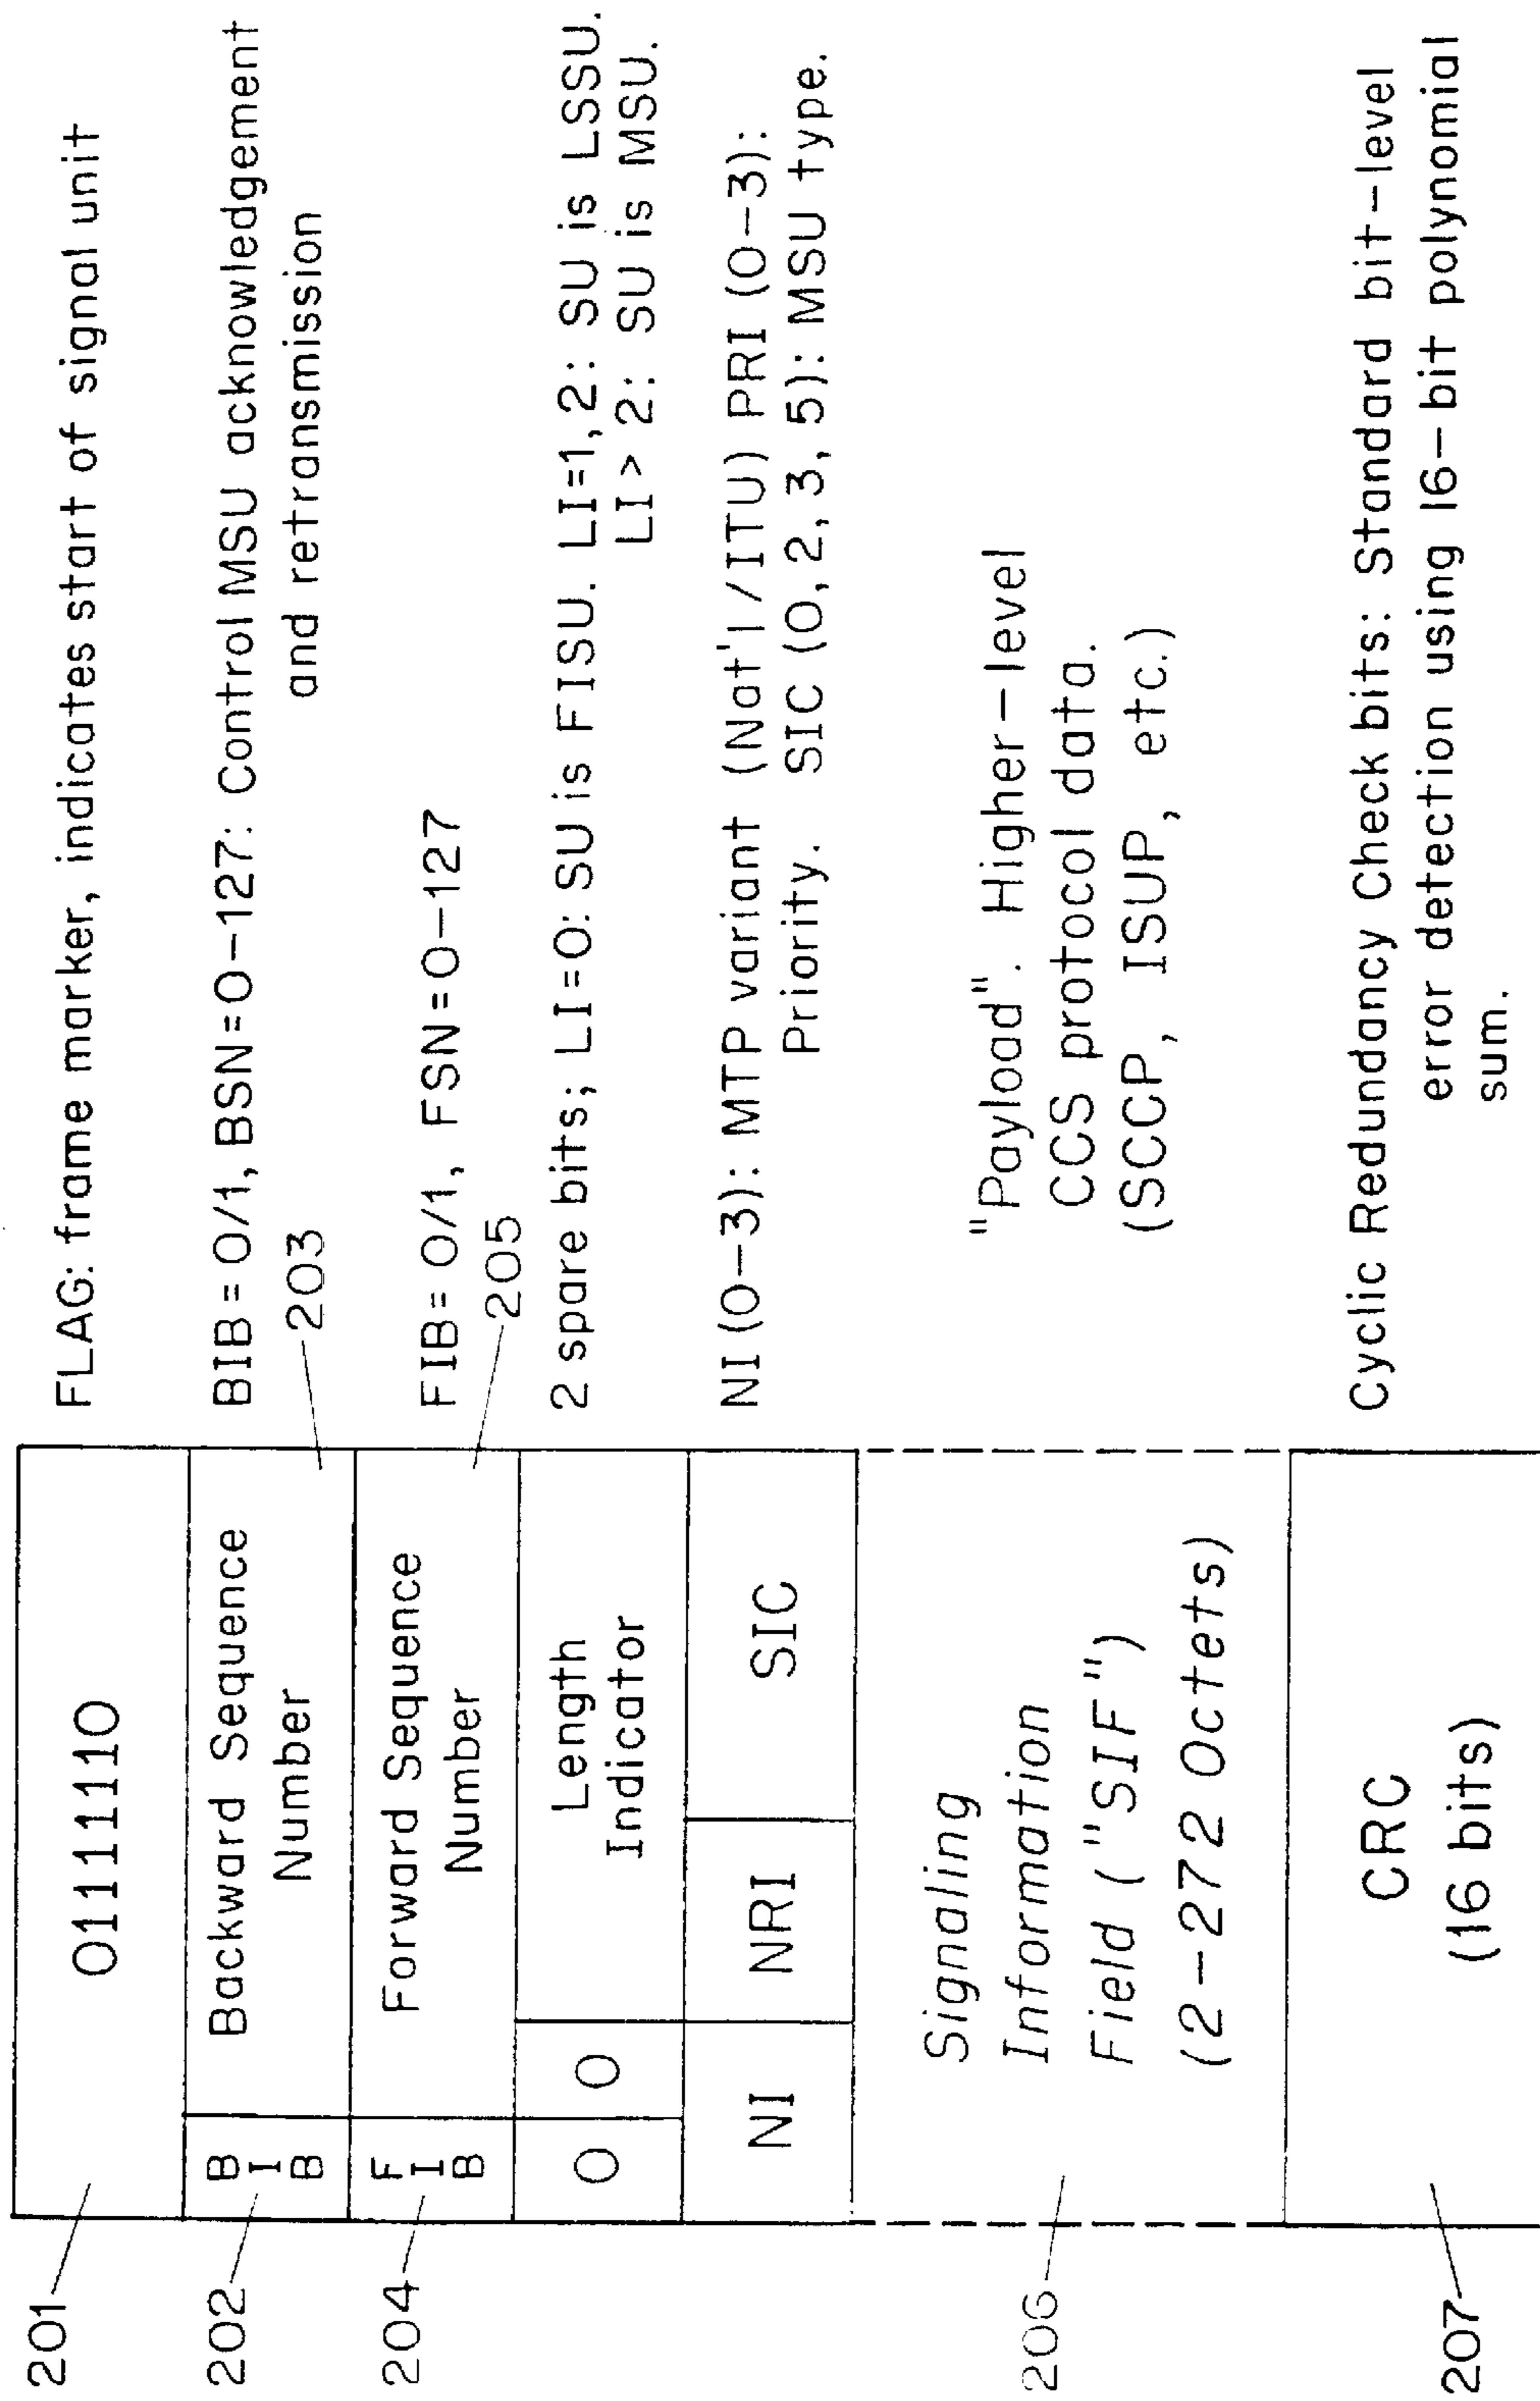 201
01111110
FLAG: frame marker, indicates start of signal unit
202
B I B
Backward Sequence
Number
203
BIB = 0/1, BSN=0-127: Control MSU acknowledgement
and retransmission
204
F I B
Forward Sequence
Number
205
FIB = 0/1, FSN=0-127
0
0
Length
Indicator
2 spare bits; LI=0: SU is FISU. LI=1,2: SU is LSSU.
LI > 2: SU is MSU.
NI
NRI
SIC
NI (0-3): MTP variant (Nat'l/ITU) PRI (0-3):
Priority. SIC (0, 2, 3, 5): MSU type.
206
Signaling
Information
Field ("SIF")
(2-272 Octets)
"Payload". Higher-level
CCS protocol data.
(SCCP, ISUP, etc.)
207
CRC
(16 bits)
Cyclic Redundancy Check bits: Standard bit-level
error detection using 16-bit polynomial
sum.